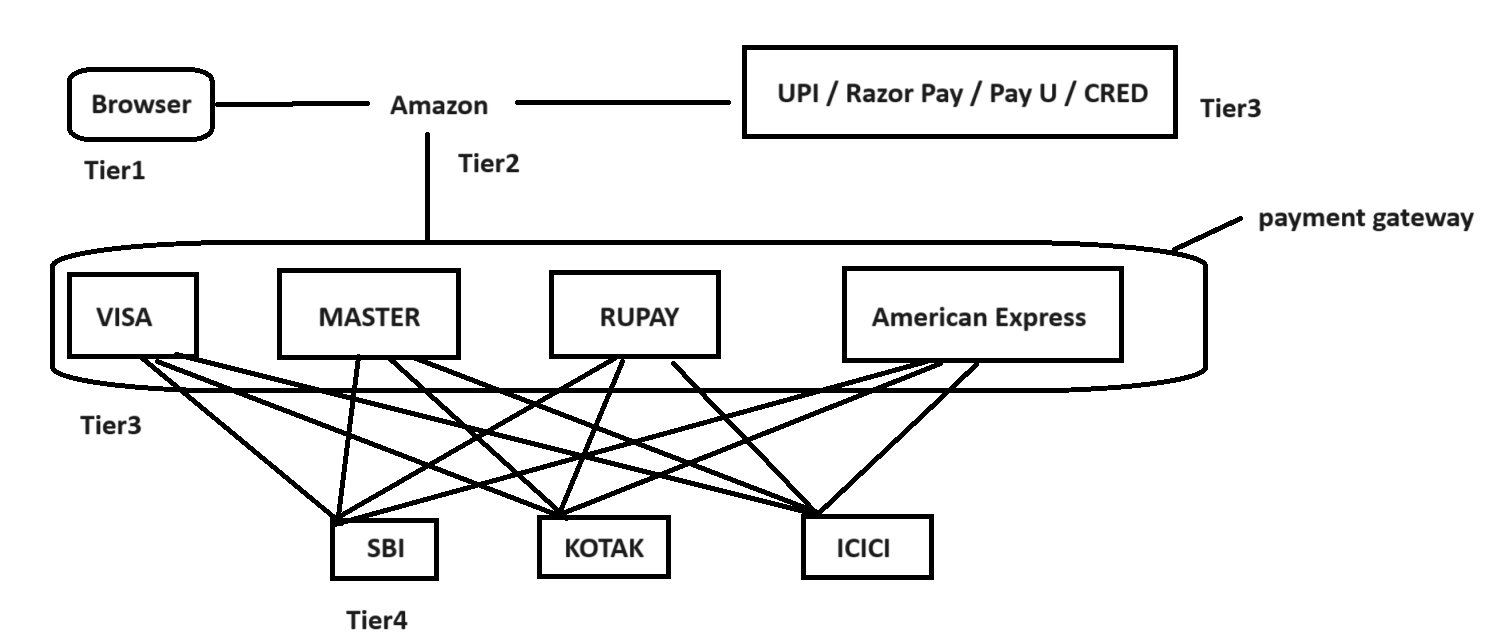 Browser
Amazon
UPI / Razor Pay / Pay U / CRED
Tier3
Tier1
Tier2
payment gateway
VISA
MASTER
RUPAY
American Express
Tier3
SBI
KOTAK
ICICI
Tier4